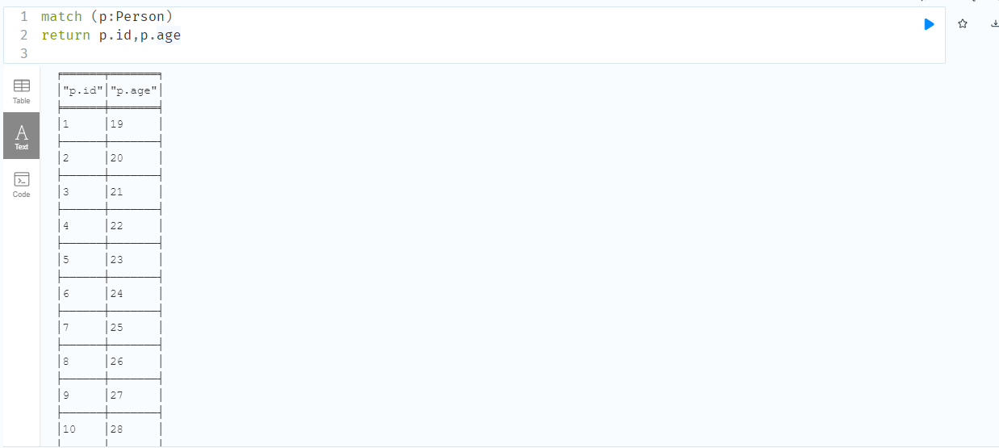 1 match (p:Person)
2 return p.id,p.age
3
Table
A
Text
Code
"p.id" "p.age"
1 19
2 20
3 21
4 22
5 23
6 24
7 25
8 26
9 27
10 28